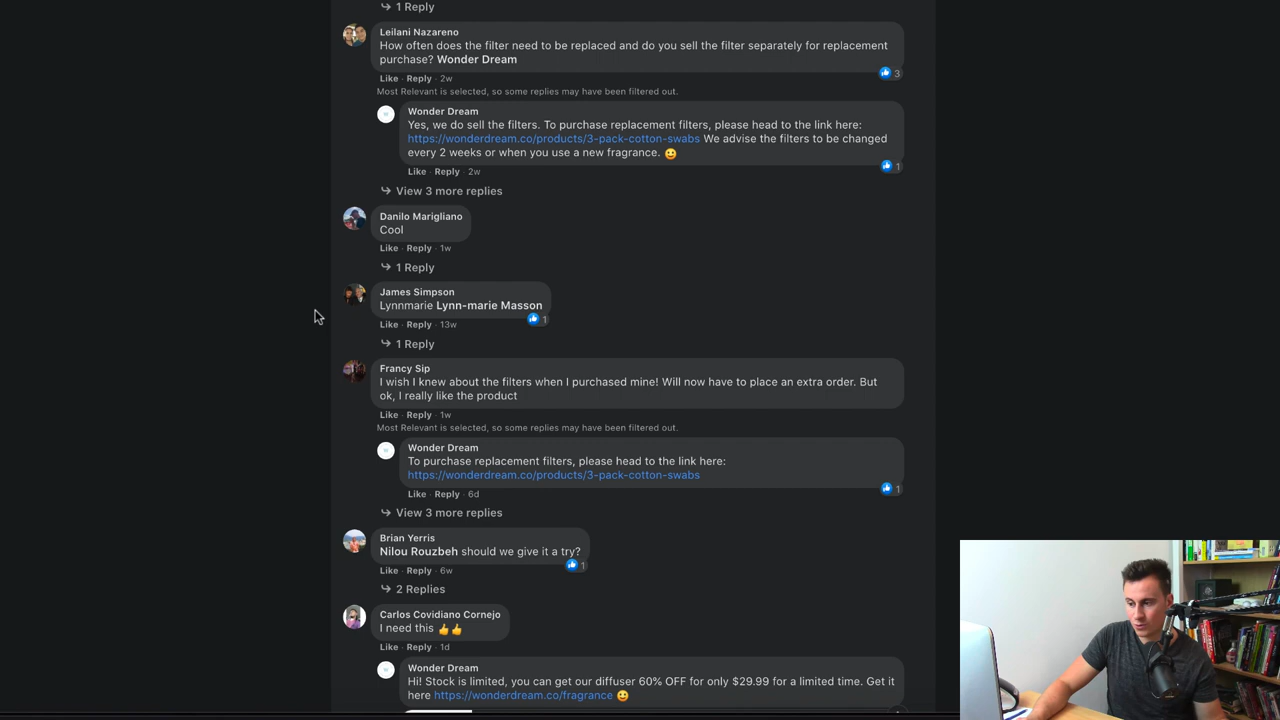 1 Reply
Leilani Nazareno
How often does the filter need to be replaced and do you sell the filter separately for replacement
purchase? Wonder Dream
3
Like · Reply · 2w
Most Relevant is selected, so some replies may have been filtered out.
Wonder Dream
Yes, we do sell the filters. To purchase replacement filters, please head to the link here:
https://wonderdream.co/products/3-pack-cotton-swabs We advise the filters to be changed
every 2 weeks or when you use a new fragrance.
1
Like · Reply · 2w
View 3 more replies
Danilo Marigliano
Cool
Like · Reply · 1w
1 Reply
James Simpson
Lynnmarie Lynn-marie Masson
1
Like · Reply · 13w
1 Reply
Francy Sip
I wish I knew about the filters when I purchased mine! Will now have to place an extra order. But
ok, I really like the product
Like · Reply · 1w
Most Relevant is selected, so some replies may have been filtered out.
Wonder Dream
To purchase replacement filters, please head to the link here:
https://wonderdream.co/products/3-pack-cotton-swabs
1
Like · Reply · 6d
View 3 more replies
Brian Yerris
Nilou Rouzbeh should we give it a try?
1
Like · Reply · 6w
2 Replies
Carlos Covidiano Cornejo
I need this 👍👍
Like · Reply · 1d
Wonder Dream
Hi! Stock is limited, you can get our diffuser 60% OFF for only $29.99 for a limited time. Get it
here https://wonderdream.co/fragrance 😀